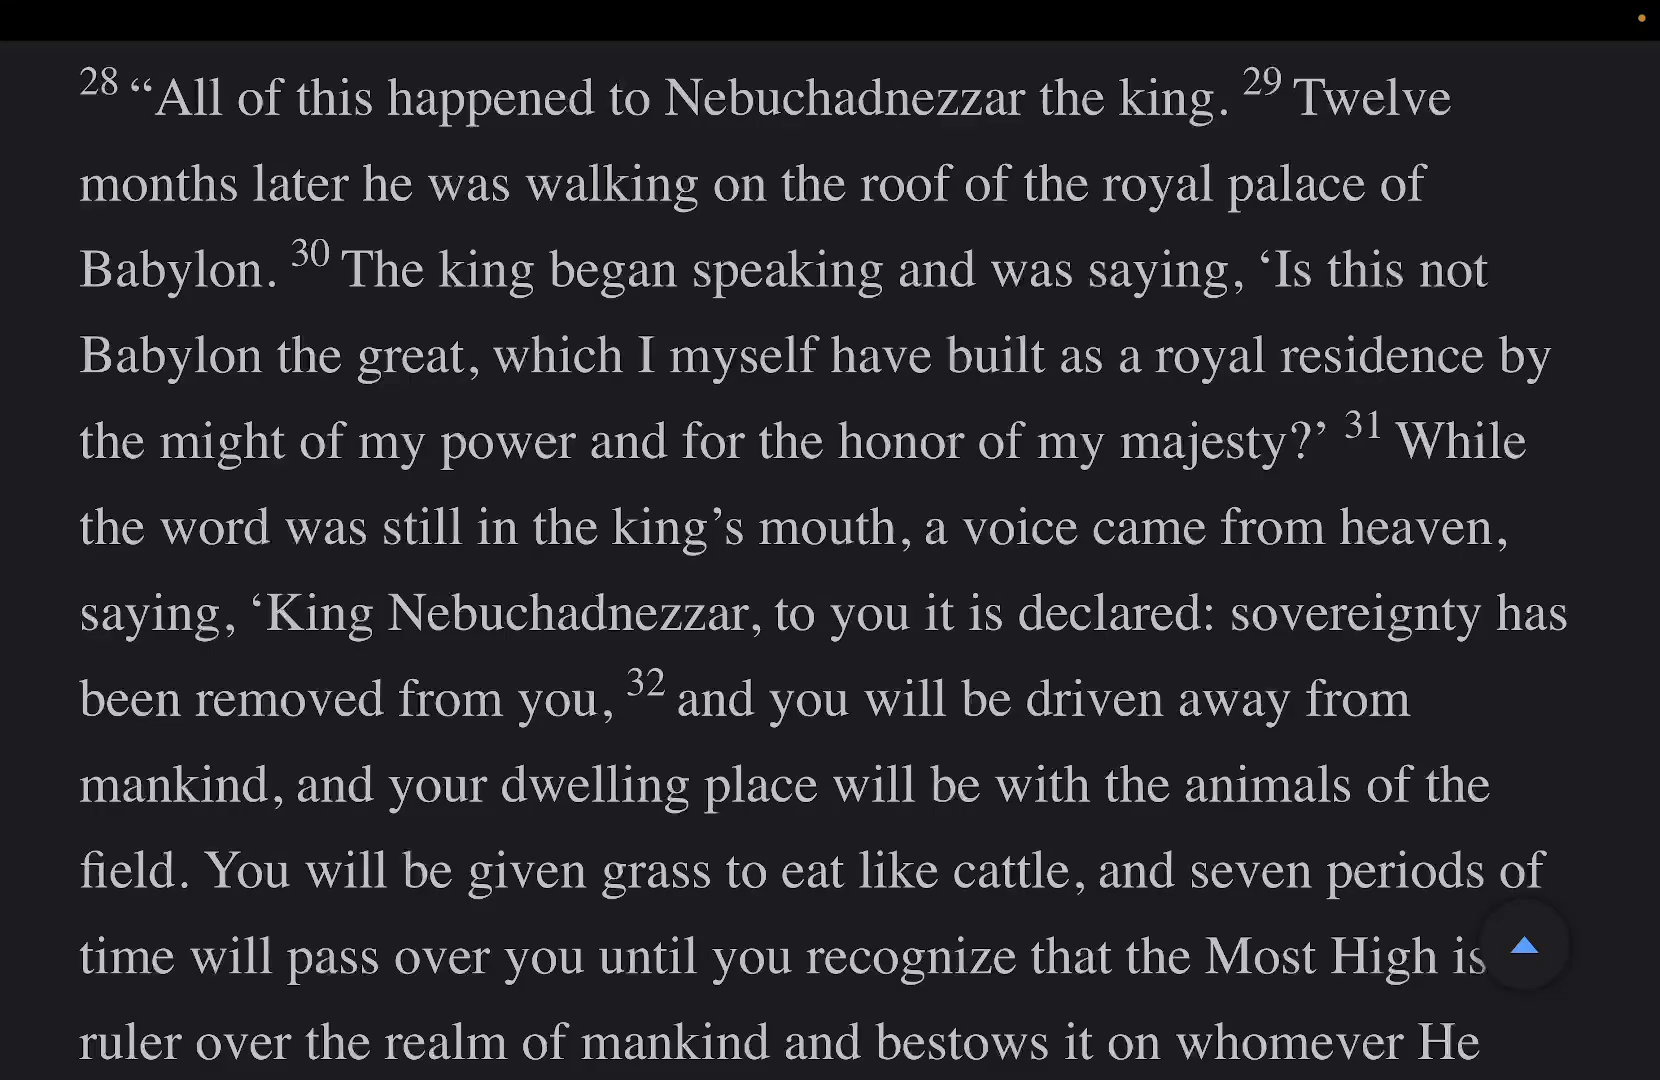 28 “All of this happened to Nebuchadnezzar the king. 29 Twelve
months later he was walking on the roof of the royal palace of
Babylon. 30 The king began speaking and was saying, ‘Is this not
Babylon the great, which I myself have built as a royal residence by
the might of my power and for the honor of my majesty?’ 31 While
the word was still in the king’s mouth, a voice came from heaven,
saying, ‘King Nebuchadnezzar, to you it is declared: sovereignty has
been removed from you, 32 and you will be driven away from
mankind, and your dwelling place will be with the animals of the
field. You will be given grass to eat like cattle, and seven periods of
time will pass over you until you recognize that the Most High is
ruler over the realm of mankind and bestows it on whomever He